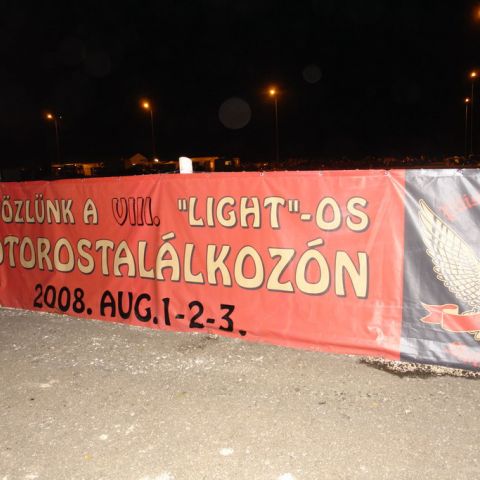 ÖZLÜNK A VIII. "LIGHT"-OS
OTOROSTALÁLKOZÓN
2008. AUG.1-2-3.